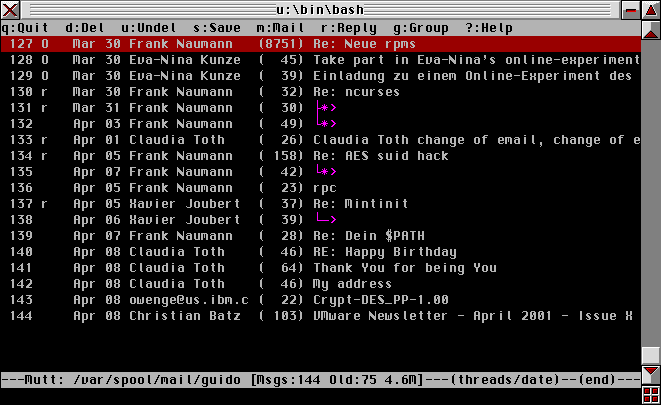 u:\bin\bash
q:Quit  d:Del  u:Undel  s:Save  m:Mail  r:Reply  g:Group  ?:Help
127 O   Mar 30 Frank Naumann   (8751) Re: Neue rpms
128 O   Mar 30 Eva-Nina Kunze  (  45) Take part in Eva-Nina's online-experiment
129 O   Mar 30 Eva-Nina Kunze  (  39) Einladung zu einem Online-Experiment des
130 r   Mar 30 Frank Naumann   (  32) Re: ncurses
131 r   Mar 31 Frank Naumann   (  30) ├*>
132     Apr 03 Frank Naumann   (  49) └*>
133 r   Apr 01 Claudia Toth    (  26) Claudia Toth change of email, change of e
134 r   Apr 05 Frank Naumann   ( 158) Re: AES suid hack
135     Apr 07 Frank Naumann   (  42) └*>
136     Apr 05 Frank Naumann   (  23) rpc
137 r   Apr 05 Xavier Joubert  (  37) Re: Mintinit
138     Apr 06 Xavier Joubert  (  39) └─>
139     Apr 07 Frank Naumann   (  28) Re: Dein $PATH
140     Apr 08 Claudia Toth    (  46) RE: Happy Birthday
141     Apr 08 Claudia Toth    (  64) Thank You for being You
142     Apr 08 Claudia Toth    (  46) My address
143     Apr 08 owenge@us.ibm.c (  22) Crypt-DES_PP-1.00
144     Apr 08 Christian Batz  ( 103) VMware Newsletter - April 2001 - Issue X
---Mutt: /var/spool/mail/guido [Msgs:144 Old:75 4.6M]---(threads/date)--(end)---